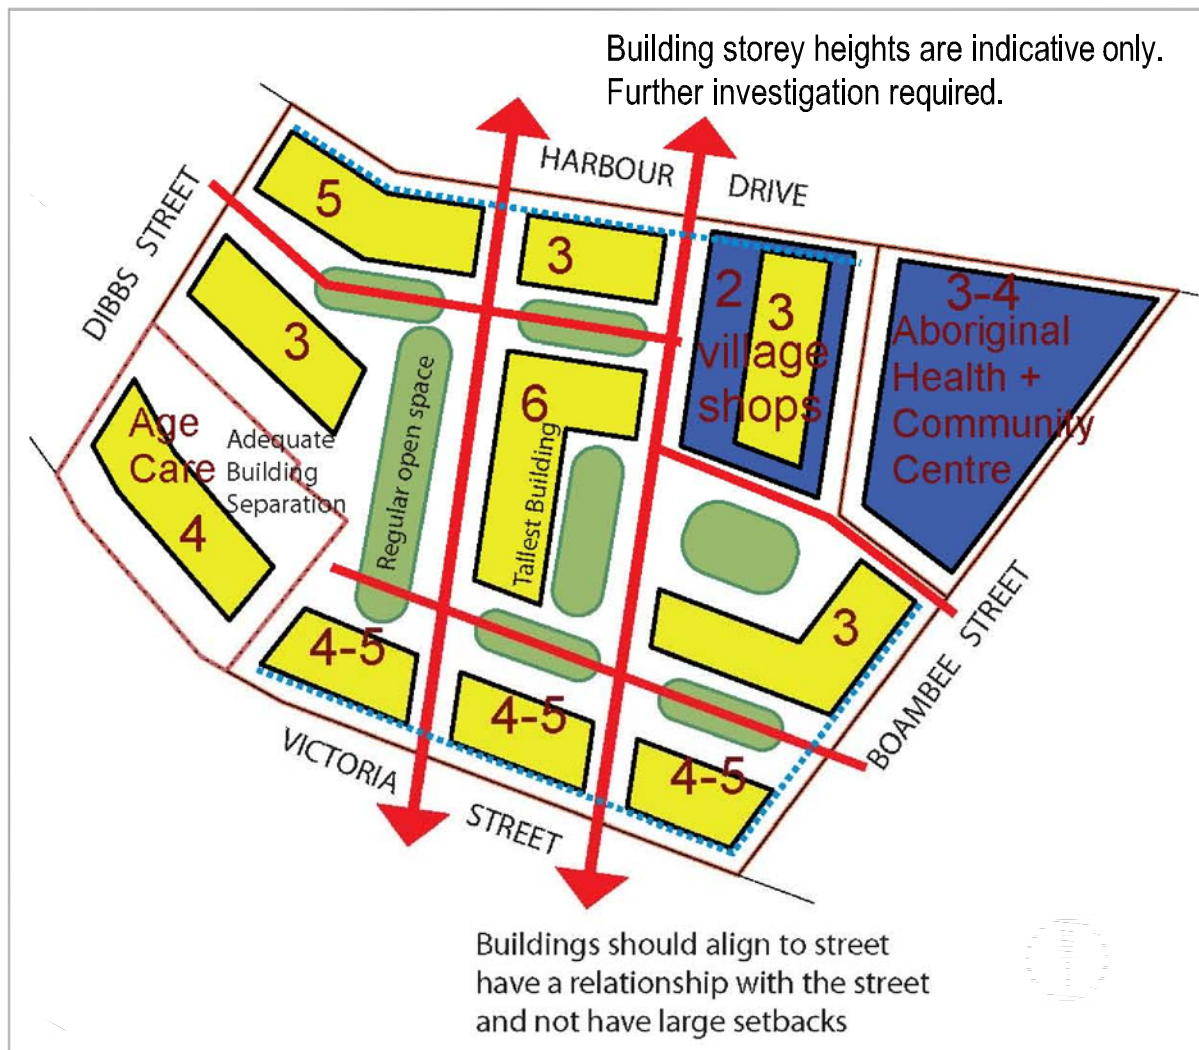 Building storey heights are indicative only.
Further investigation required.
HARBOUR DRIVE
DIBBS STREET
5
3
2
3
village
shops
3-4
Aboriginal
Health +
Community
Centre
3
6
Tallest Building
Regular open space
Age
Care
4
Adequate
Building
Separation
4-5
4-5
4-5
3
BOAMBEE STREET
VICTORIA STREET
Buildings should align to street
have a relationship with the street
and not have large setbacks